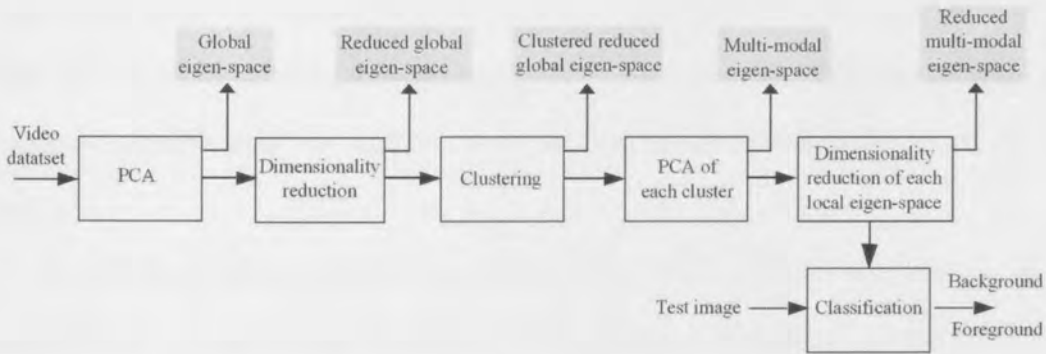 Global
eigen-space
Reduced global
eigen-space
Clustered reduced
global eigen-space
Multi-modal
eigen-space
Reduced
multi-modal
eigen-space
Video
datatset
PCA
Dimensionality
reduction
Clustering
PCA of
each cluster
Dimensionality
reduction of each
local eigen-space
Test image
Classification
Background
Foreground